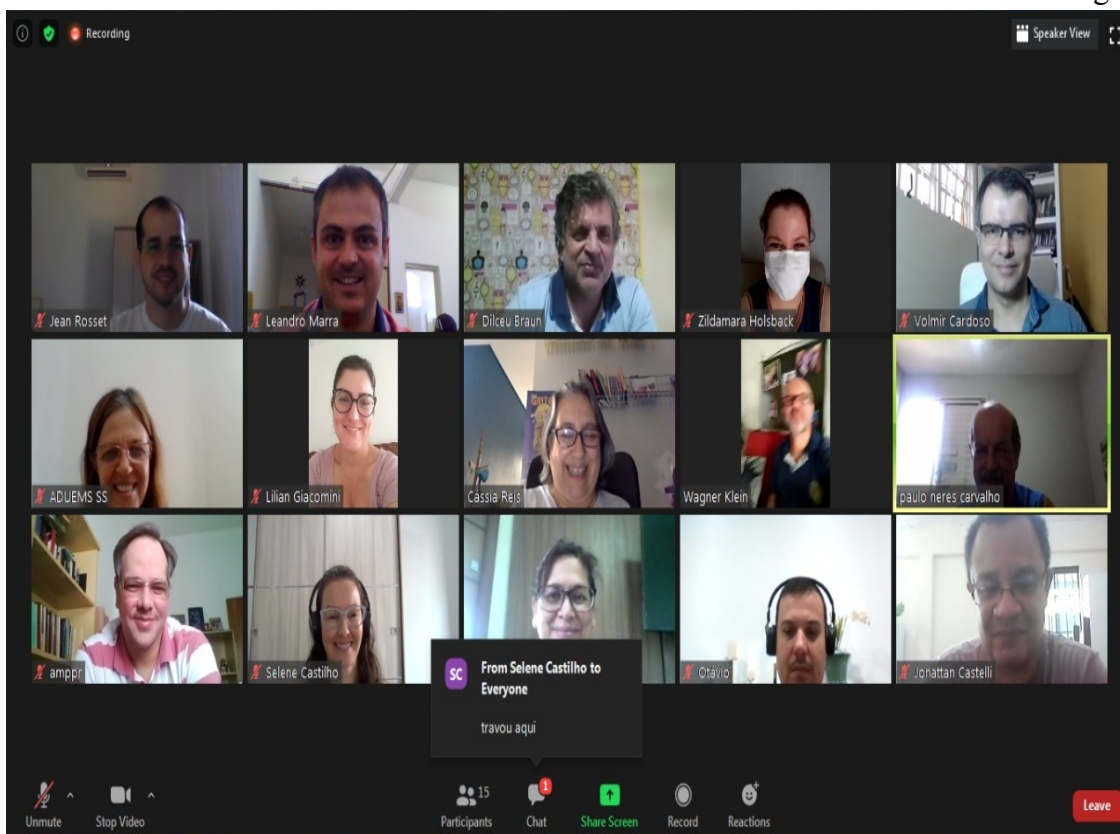 Recording
Speaker View
Jean Rosset
Leandro Marra
Dilceu Braun
Zildamara Holsback
Volmir Cardoso
ADUEMS SS
Lilian Giacomini
Cássia Reis
Wagner Klein
paulo neres carvalho
amppr
Selene Castilho
Otávio
Jonattan Castelli
SC
From Selene Castilho to
Everyone
travou aqui
Unmute
Stop Video
15
Participants
1
Chat
Share Screen
Record
Reactions
Leave